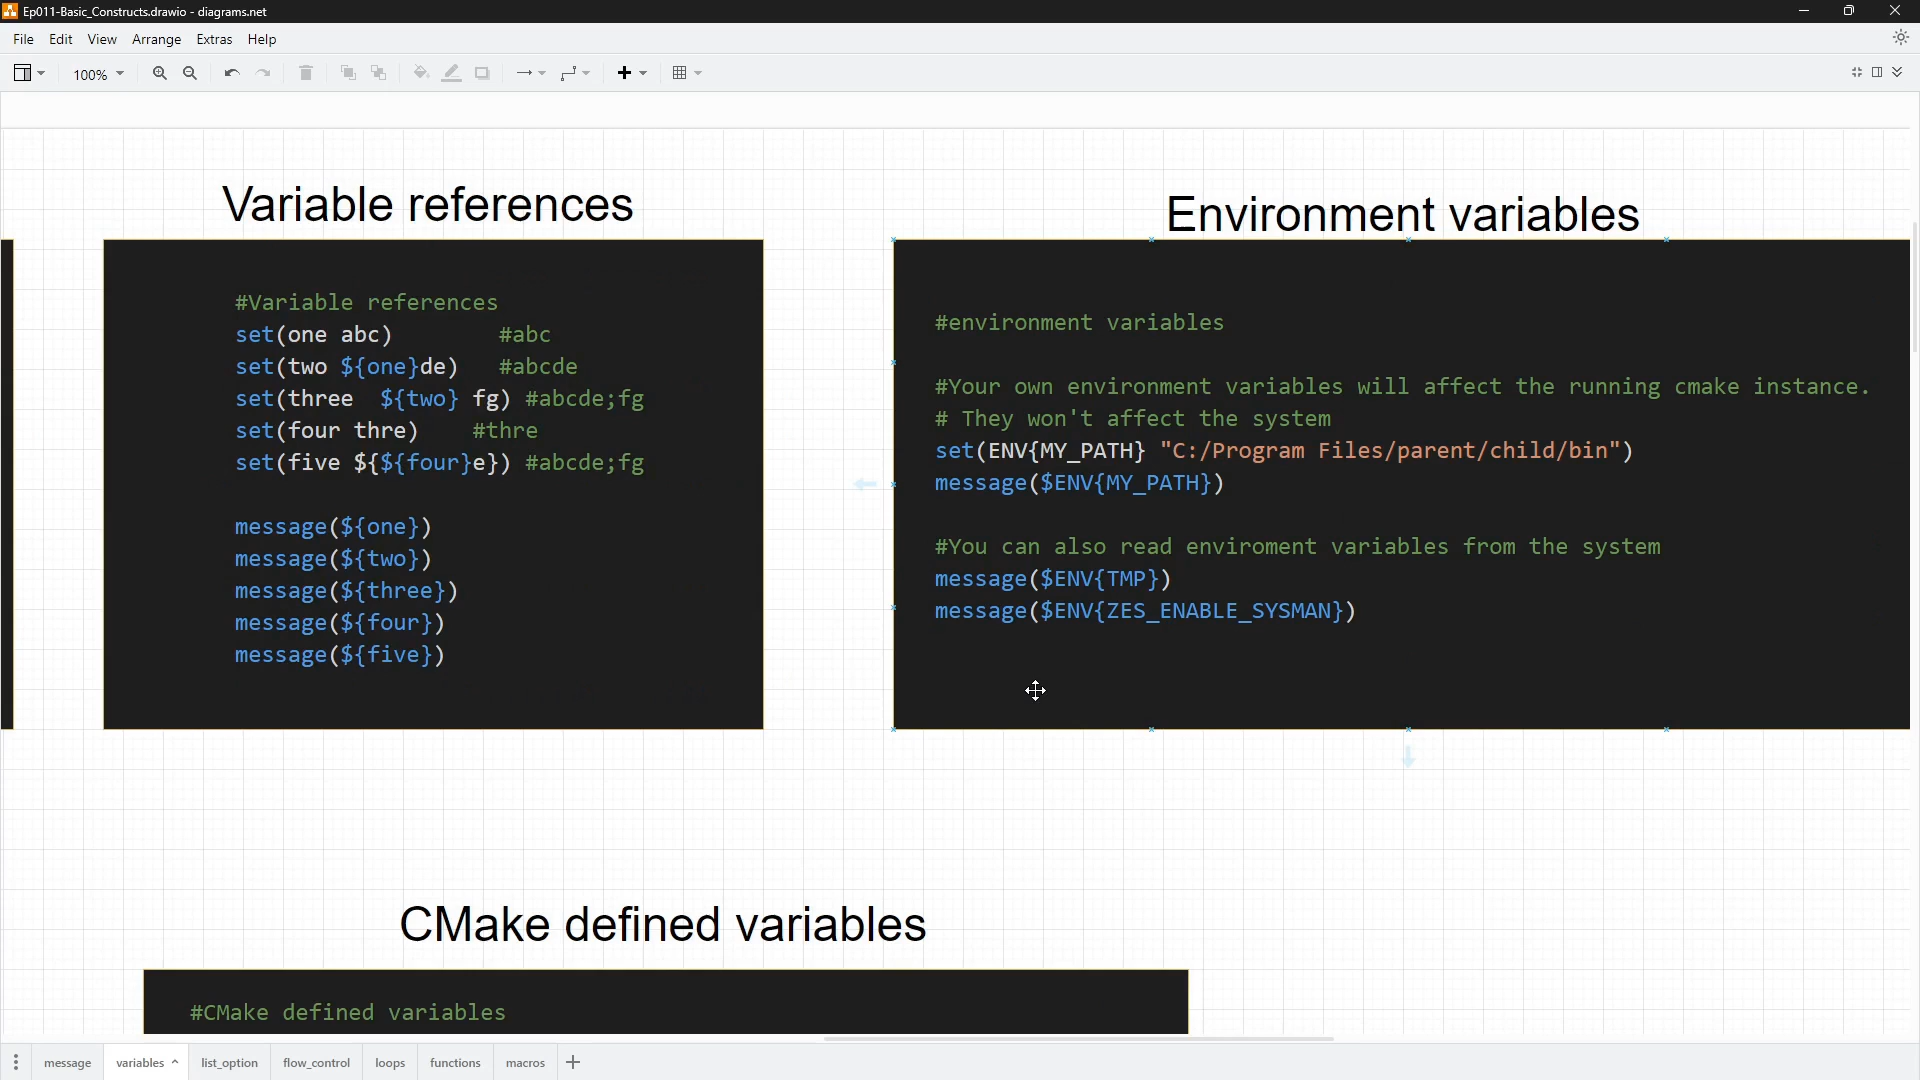 Ep011-Basic_Constructs.drawio - diagrams.net
File Edit View Arrange Extras Help
100%
Variable references
#Variable references
set(one abc)        #abc
set(two ${one}de)   #abcde
set(three  ${two} fg) #abcde;fg
set(four thre)    #thre
set(five ${${four}e}) #abcde;fg
message(${one})
message(${two})
message(${three})
message(${four})
message(${five})
Environment variables
#environment variables
#Your own environment variables will affect the running cmake instance.
# They won't affect the system
set(ENV{MY_PATH} "C:/Program Files/parent/child/bin")
message($ENV{MY_PATH})
#You can also read enviroment variables from the system
message($ENV{TMP})
message($ENV{ZES_ENABLE_SYSMAN})
CMake defined variables
#CMake defined variables
message variables list_option flow_control loops functions macros